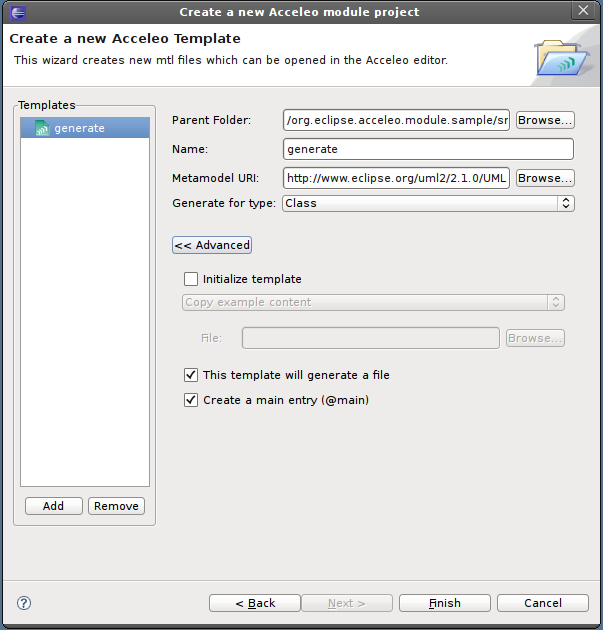 Create a new Acceleo module project
Create a new Acceleo Template
This wizard creates new mtl files which can be opened in the Acceleo editor.
Templates
generate
Parent Folder: /org.eclipse.acceleo.module.sample/sr Browse...
Name: generate
Metamodel URI: http://www.eclipse.org/uml2/2.1.0/UML Browse...
Generate for type: Class
<< Advanced
Initialize template
Copy example content
File: Browse...
This template will generate a file
Create a main entry (@main)
Add Remove
? < Back Next > Finish Cancel